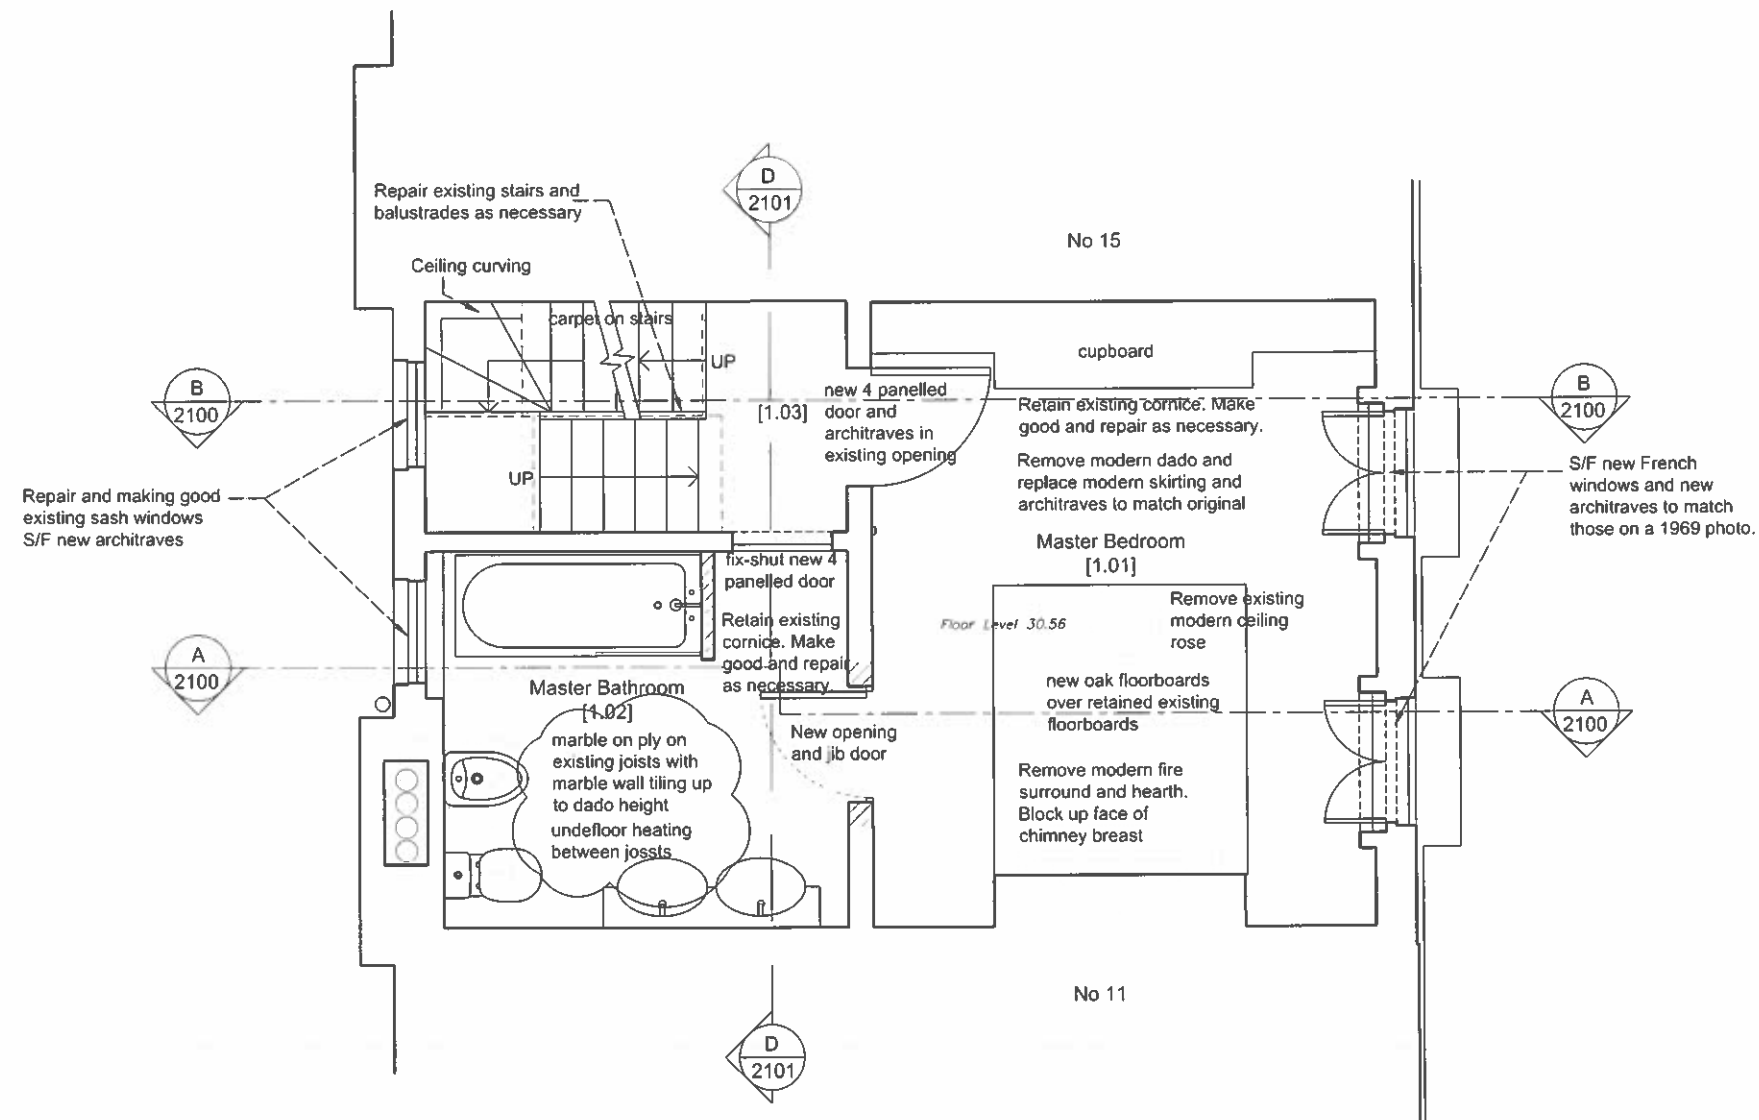 D
2101
Repair existing stairs and
balustrades as necessary
No 15
Ceiling curving
carpet on stairs
UP
cupboard
B
2100
[1.03]
new 4 panelled
door and
architraves in
existing opening
Retain existing cornice. Make
good and repair as necessary.
B
2100
Remove modern dado and
replace modern skirting and
architraves to match original
S/F new French
windows and new
architraves to match
those on a 1969 photo.
UP
Repair and making good
existing sash windows
S/F new architraves
Master Bedroom
[1.01]
fix-shut new 4
panelled door
Remove existing
modern ceiling
rose
Floor Level 30.56
Retain existing
cornice. Make
good and repair
as necessary.
A
2100
Master Bathroom
[1.02]
new oak floorboards
over retained existing
floorboards
A
2100
New opening
and jib door
marble on ply on
existing joists with
marble wall tiling up
to dado height
undefloor heating
between jossts
Remove modern fire
surround and hearth.
Block up face of
chimney breast
No 11
D
2101